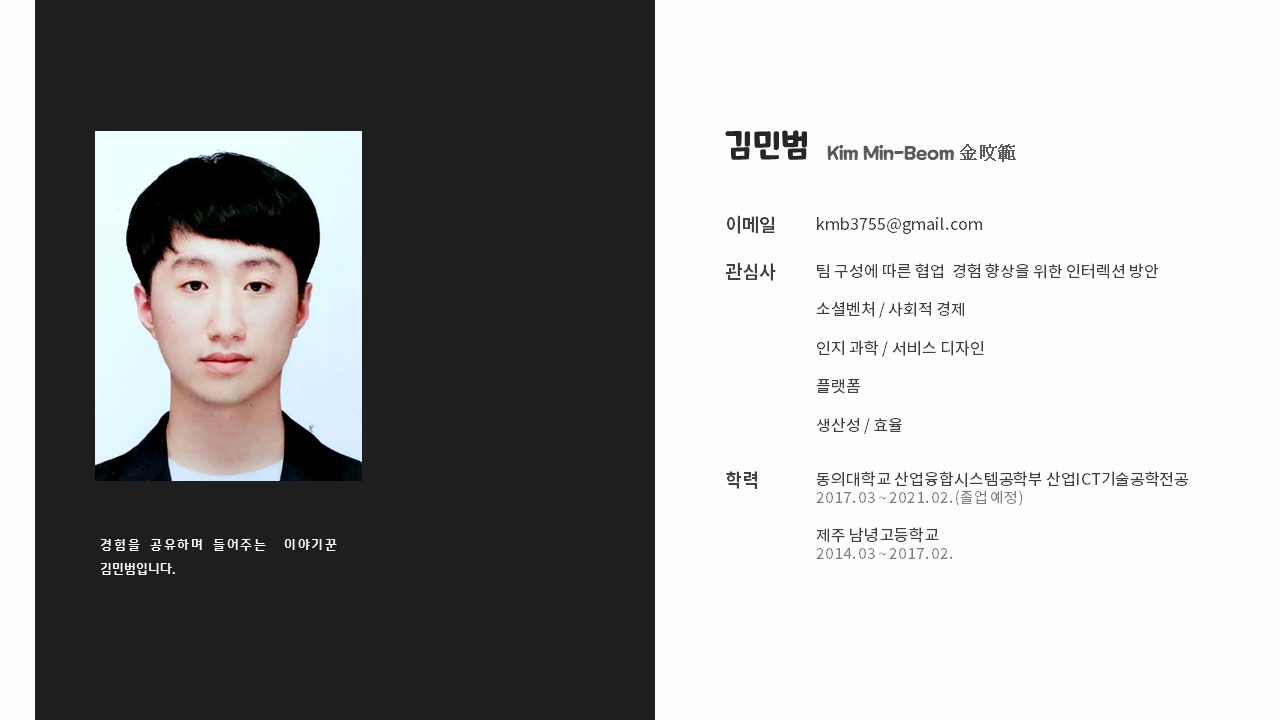 경험을 공유하며 들어주는 이야기꾼
김민범입니다.
김민범 Kim Min-Beom 金旼範
이메일 kmb3755@gmail.com
관심사 팀 구성에 따른 협업 경험 향상을 위한 인터렉션 방안
소셜벤처 / 사회적 경제
인지 과학 / 서비스 디자인
플랫폼
생산성 / 효율
학력 동의대학교 산업융합시스템공학부 산업ICT기술공학전공
2017.03 ~ 2021.02.(졸업 예정)
제주 남녕고등학교
2014.03 ~ 2017.02.